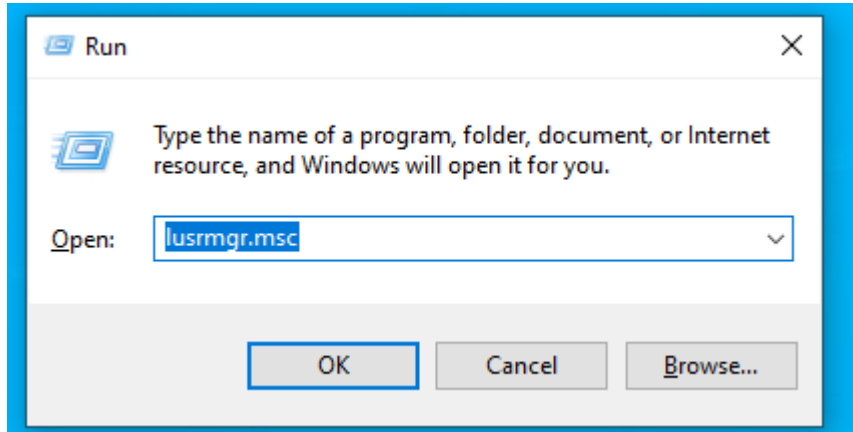 Run
Type the name of a program, folder, document, or Internet
resource, and Windows will open it for you.
Open: lusrmgr.msc
OK Cancel Browse...